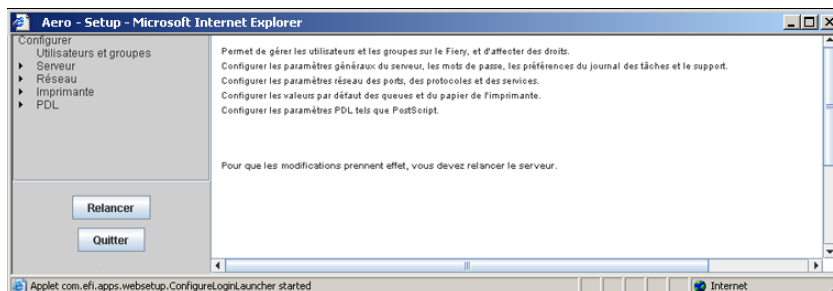 Aero - Setup - Microsoft Internet Explorer
Configurer
Utilisateurs et groupes
Serveur
Réseau
Imprimante
PDL
Permet de gérer les utilisateurs et les groupes sur le Fiery, et d'affecter des droits.
Configurer les paramètres généraux du serveur, les mots de passe, les préférences du journal des tâches et le support.
Configurer les paramètres réseau des ports, des protocoles et des services.
Configurer les valeurs par défaut des queues et du papier de l'imprimante.
Configurer les paramètres PDL tels que PostScript.
Pour que les modifications prennent effet, vous devez relancer le serveur.
Relancer
Quitter
Applet com.efi.apps.websetup.ConfigureLoginLauncher started
Internet